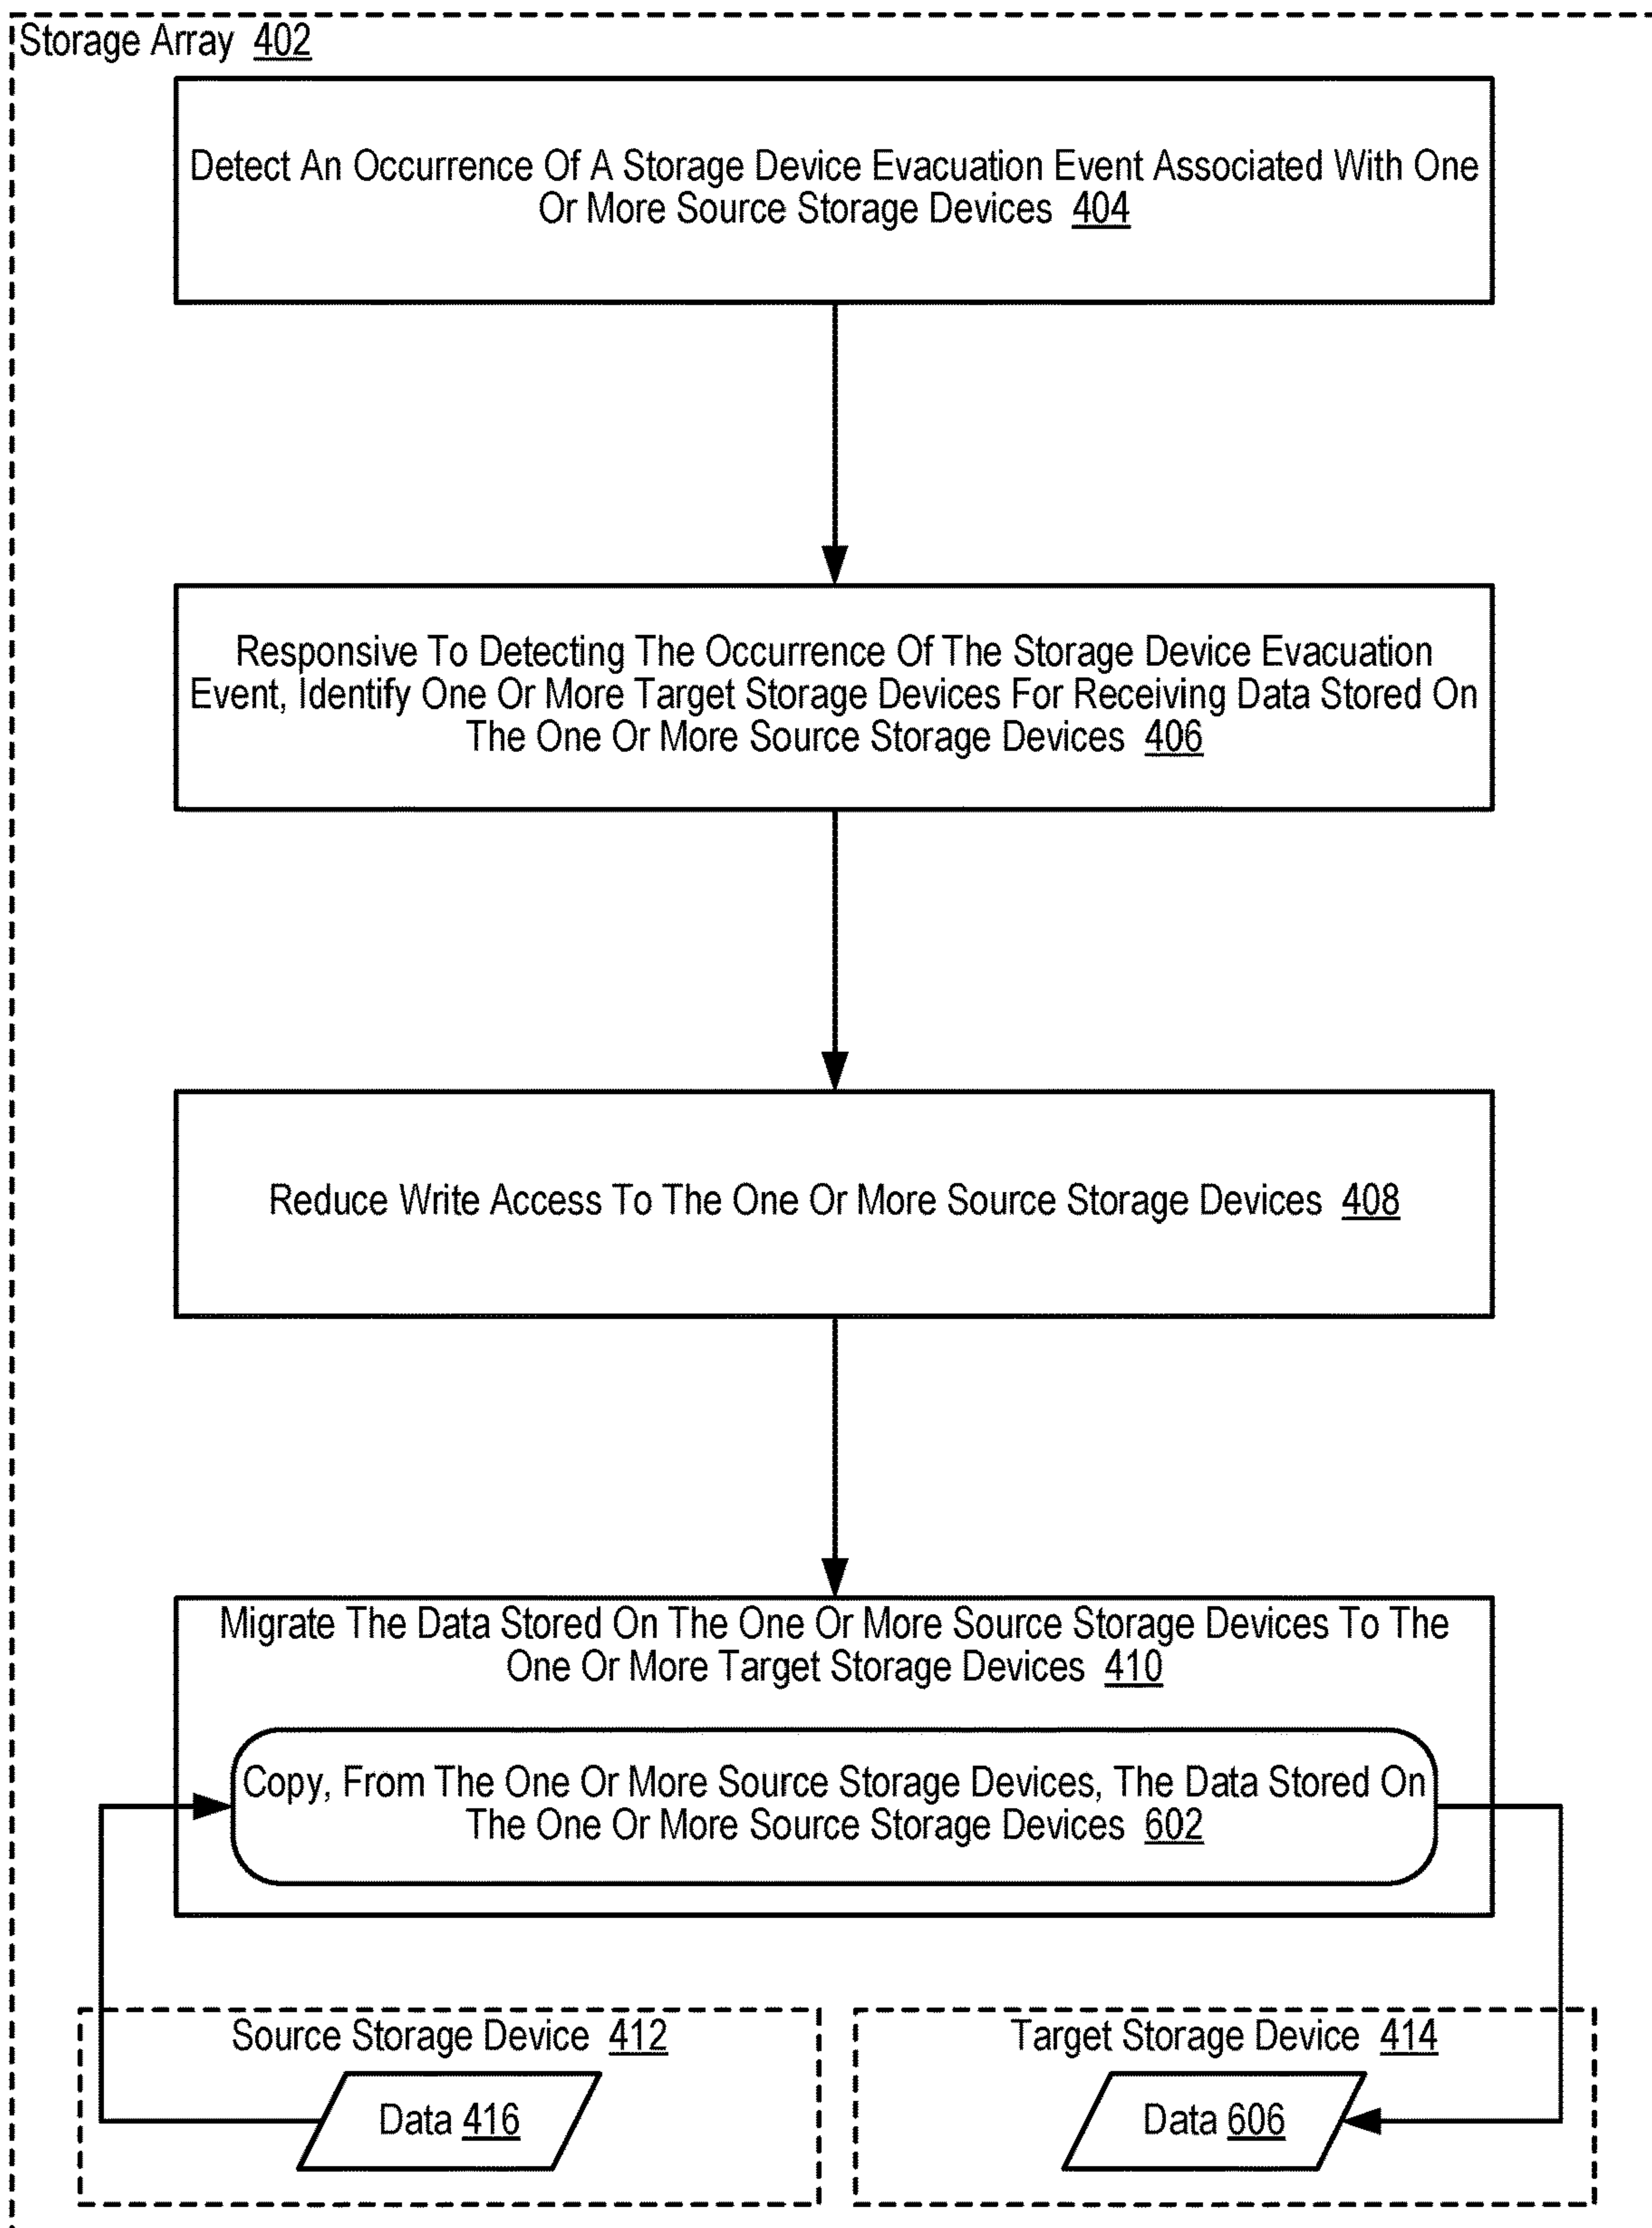 Storage Array 402
Detect An Occurrence Of A Storage Device Evacuation Event Associated With One
Or More Source Storage Devices 404
Responsive To Detecting The Occurrence Of The Storage Device Evacuation
Event, Identify One Or More Target Storage Devices For Receiving Data Stored On
The One Or More Source Storage Devices 406
Reduce Write Access To The One Or More Source Storage Devices 408
Migrate The Data Stored On The One Or More Source Storage Devices To The
One Or More Target Storage Devices 410
Copy, From The One Or More Source Storage Devices, The Data Stored On
The One Or More Source Storage Devices 602
Source Storage Device 412
Data 416
Target Storage Device 414
Data 606